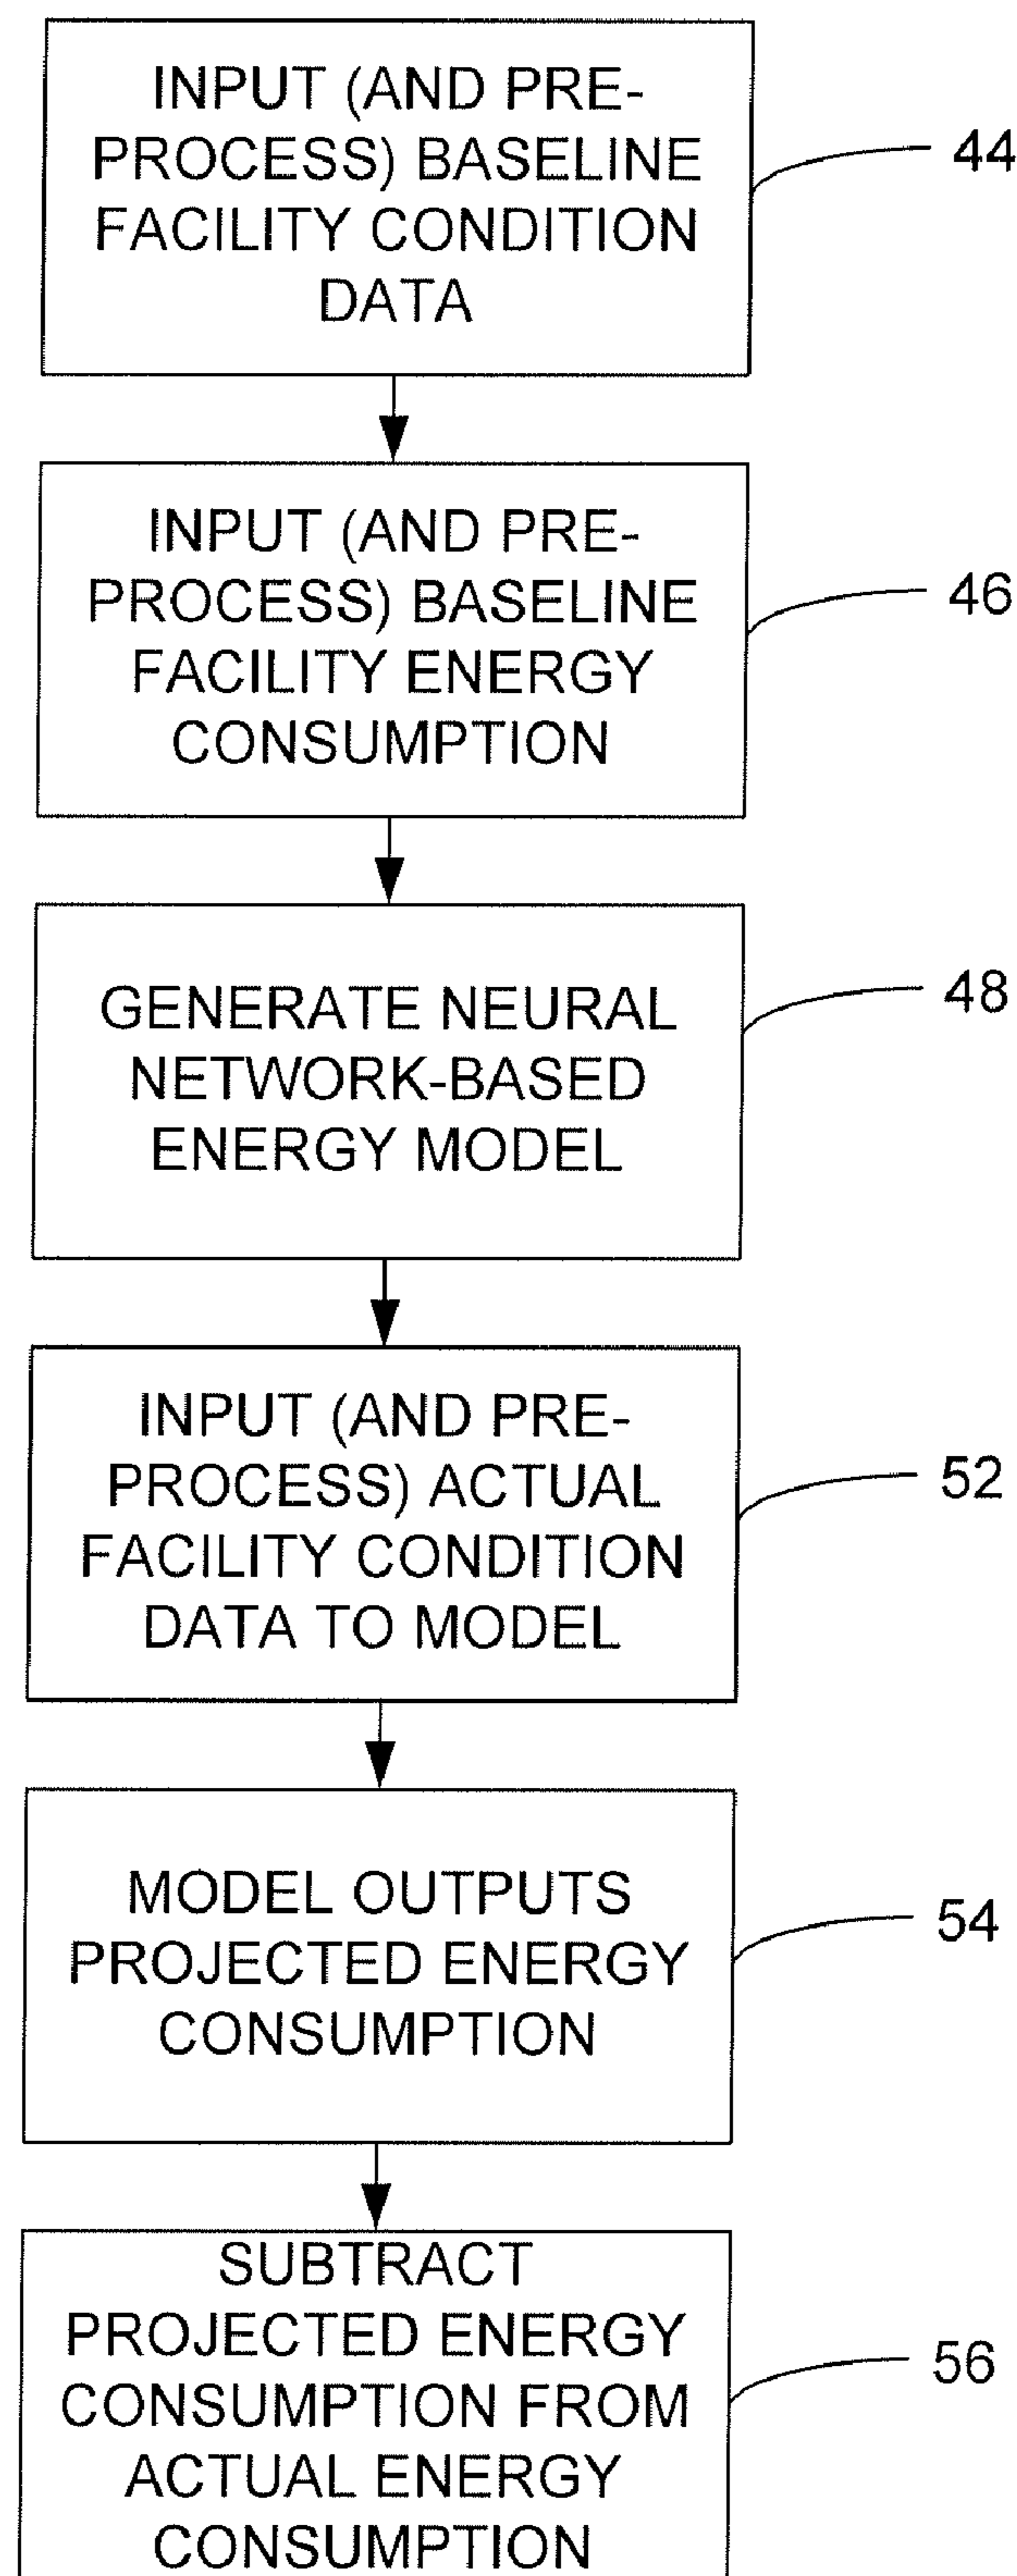 INPUT (AND PRE-
PROCESS) BASELINE
FACILITY CONDITION
DATA
44
INPUT (AND PRE-
PROCESS) BASELINE
FACILITY ENERGY
CONSUMPTION
46
GENERATE NEURAL
NETWORK-BASED
ENERGY MODEL
48
INPUT (AND PRE-
PROCESS) ACTUAL
FACILITY CONDITION
DATA TO MODEL
52
MODEL OUTPUTS
PROJECTED ENERGY
CONSUMPTION
54
SUBTRACT
PROJECTED ENERGY
CONSUMPTION FROM
ACTUAL ENERGY
CONSUMPTION
56